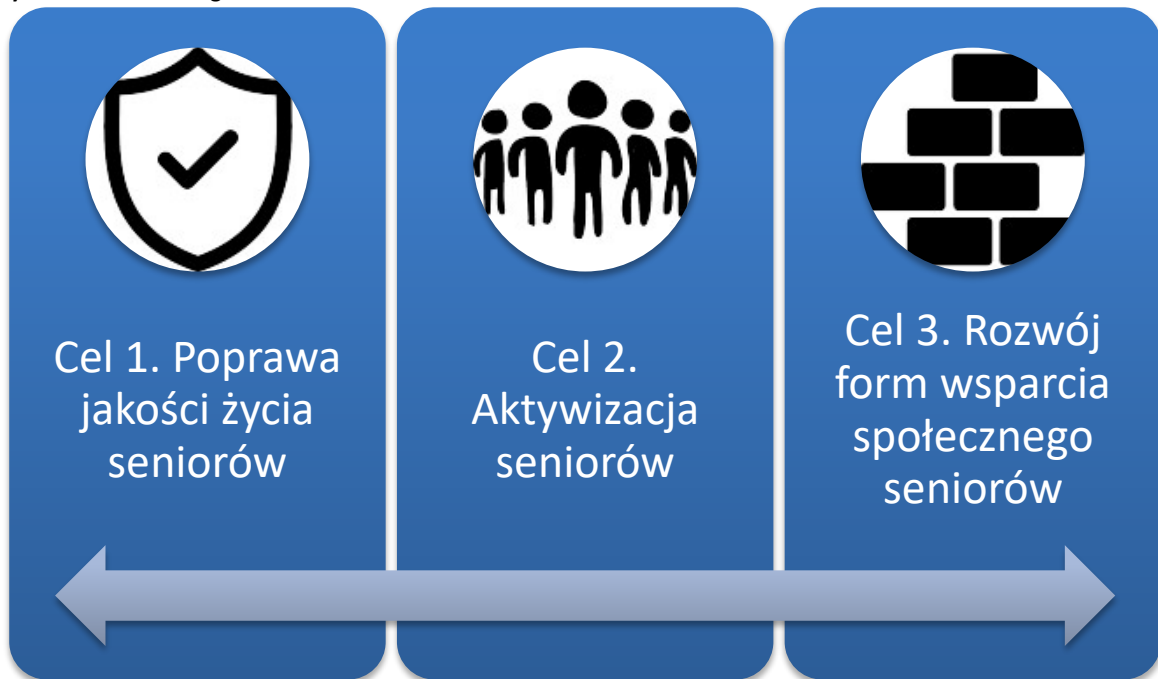 Cel 1. Poprawa
jakości życia
seniorów
Cel 2.
Aktywizacja
seniorów
Cel 3. Rozwój
form wsparcia
społecznego
seniorów